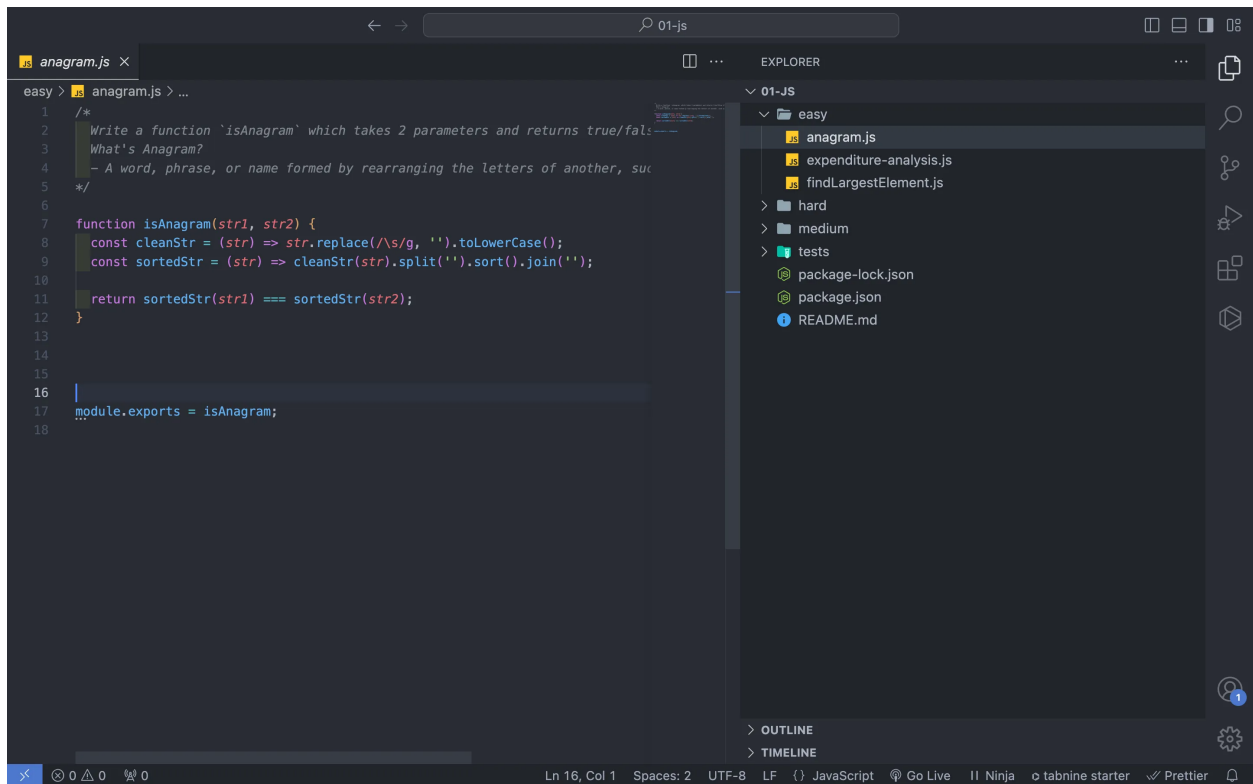 01-js
JS anagram.js
easy > JS anagram.js > ...
1 /*
2 Write a function `isAnagram` which takes 2 parameters and returns true/fals
3 What's Anagram?
4 - A word, phrase, or name formed by rearranging the letters of another, suc
5 */
6
7 function isAnagram(str1, str2) {
8 const cleanStr = (str) => str.replace(/\s/g, '').toLowerCase();
9 const sortedStr = (str) => cleanStr(str).split('').sort().join('');
10
11 return sortedStr(str1) === sortedStr(str2);
12 }
13
14
15
16
17 module.exports = isAnagram;
18
EXPLORER
01-JS
easy
JS anagram.js
JS expenditure-analysis.js
JS findLargestElement.js
hard
medium
tests
package-lock.json
package.json
README.md
OUTLINE
TIMELINE
1
0 0 0 Ln 16, Col 1 Spaces: 2 UTF-8 LF {} JavaScript Go Live Ninja tabnine starter Prettier